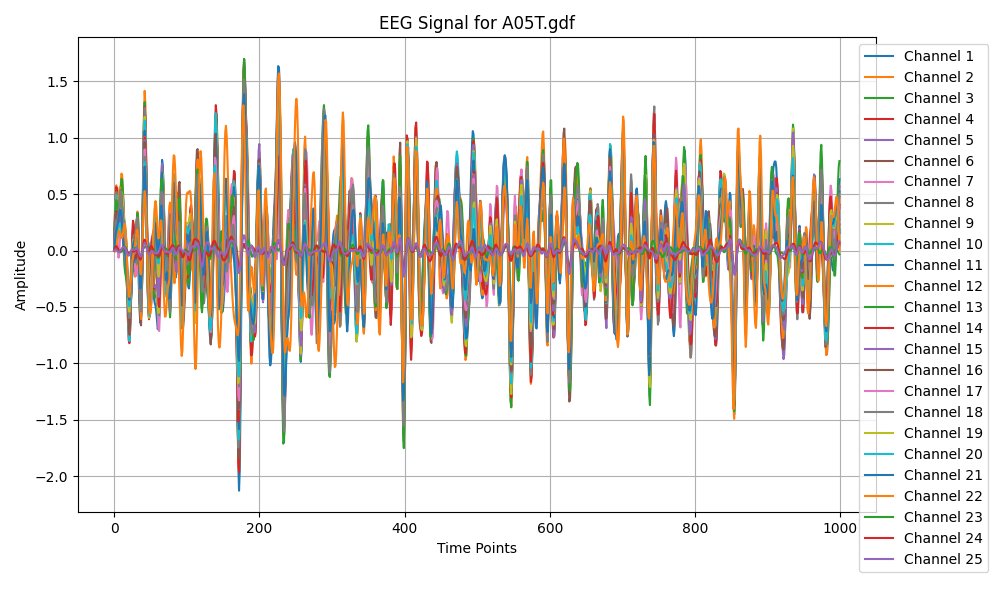 EEG Signal for A05T.gdf
Amplitude
1.5
1.0
0.5
0.0
−0.5
−1.0
−1.5
−2.0
0 200 400 600 800 1000
Time Points
Channel 1
Channel 2
Channel 3
Channel 4
Channel 5
Channel 6
Channel 7
Channel 8
Channel 9
Channel 10
Channel 11
Channel 12
Channel 13
Channel 14
Channel 15
Channel 16
Channel 17
Channel 18
Channel 19
Channel 20
Channel 21
Channel 22
Channel 23
Channel 24
Channel 25